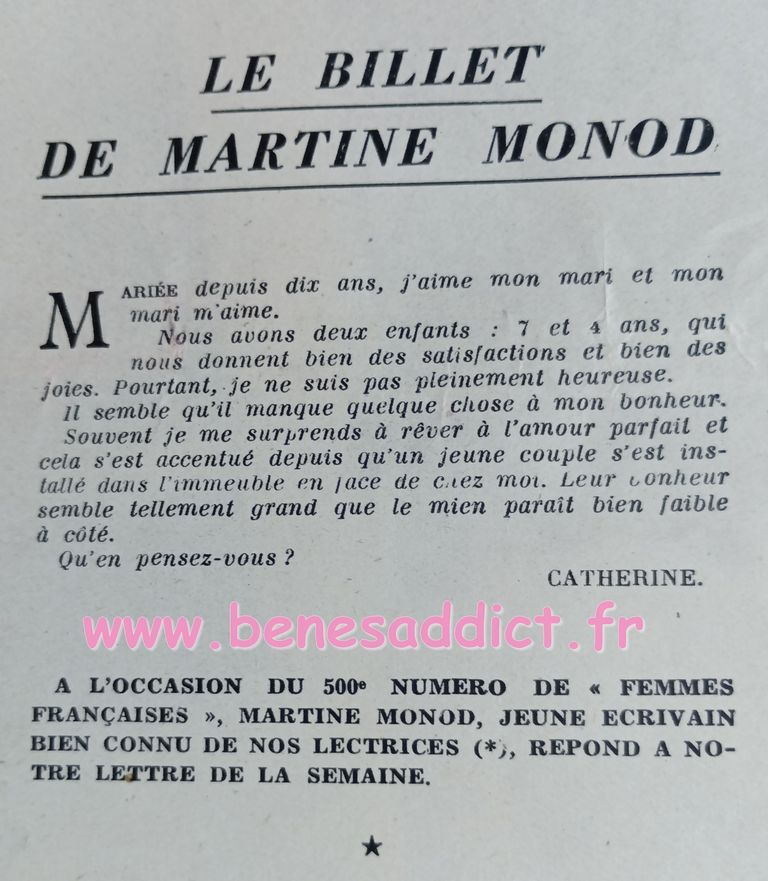 LE BILLET
DE MARTINE MONOD
MARIÉE depuis dix ans, j'aime mon mari et mon
mari m'aime.
Nous avons deux enfants : 7 et 4 ans, qui
nous donnent bien des satisfactions et bien des
joies. Pourtant, je ne suis pas pleinement heureuse.
Il semble qu'il manque quelque chose à mon bonheur.
Souvent je me surprends à rêver à l'amour parfait et
cela s'est accentué depuis qu'un jeune couple s'est ins-
tallé dans l'immeuble en face de chez moi. Leur bonheur
semble tellement grand que le mien paraît bien faible
à côté.
Qu'en pensez-vous ?
CATHERINE.
www.benesaddict.fr
A L'OCCASION DU 500e NUMERO DE « FEMMES
FRANÇAISES », MARTINE MONOD, JEUNE ECRIVAIN
BIEN CONNU DE NOS LECTRICES (*), REPOND A NO-
TRE LETTRE DE LA SEMAINE.